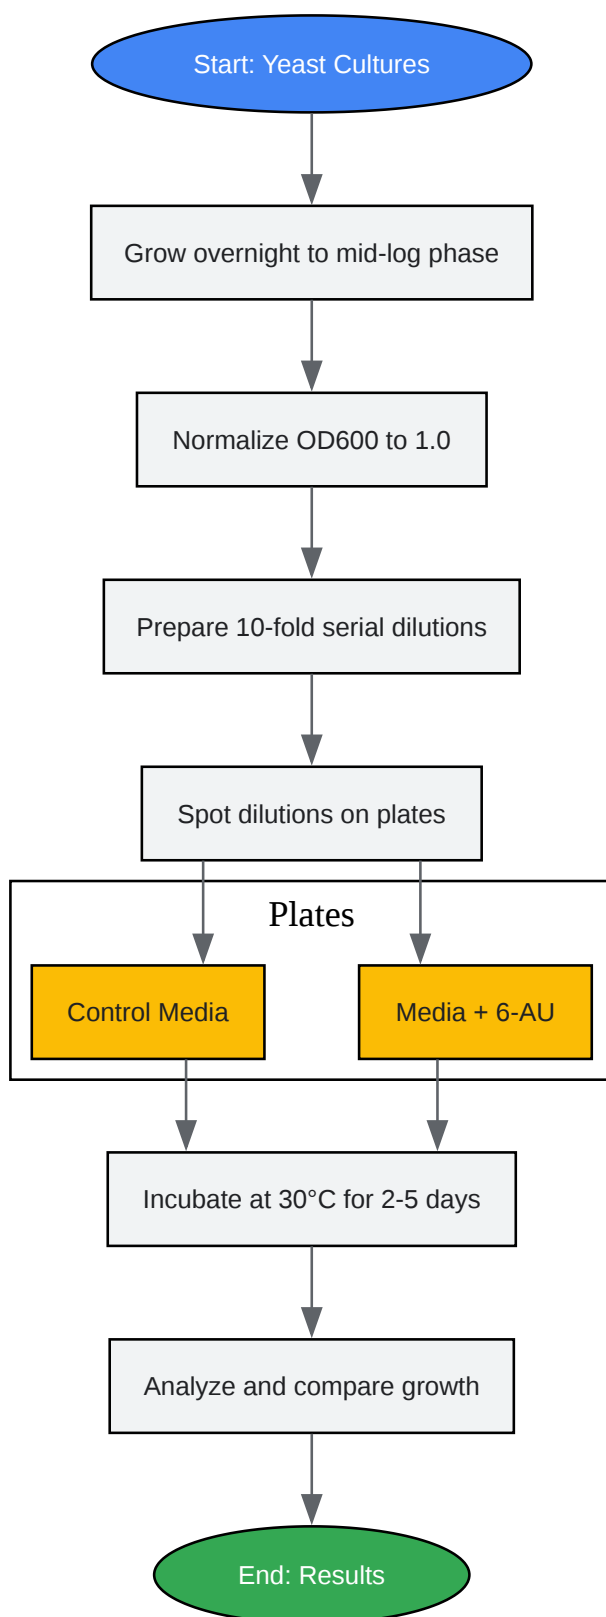 Start: Yeast Cultures
Grow overnight to mid-log phase
Normalize OD600 to 1.0
Prepare 10-fold serial dilutions
Spot dilutions on plates
Plates
Control Media
Media + 6-AU
Incubate at 30°C for 2-5 days
Analyze and compare growth
End: Results